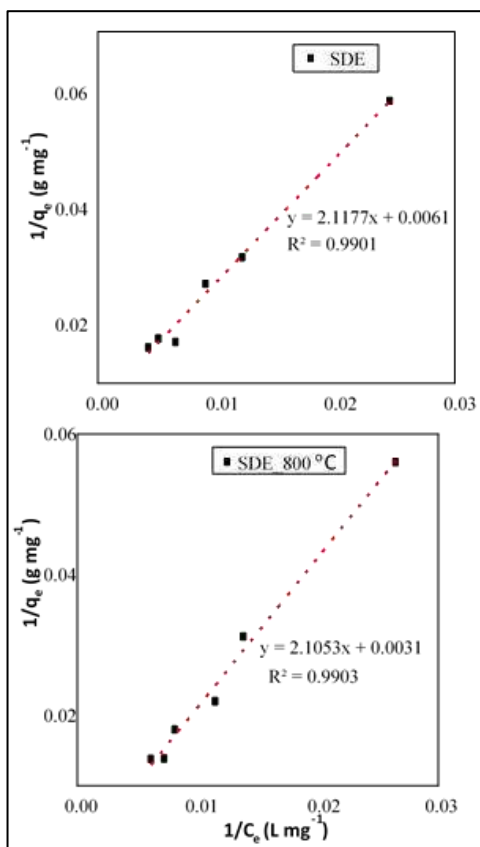 SDE
1/qe (g mg-1)
0.06
0.04
0.02
y = 2.1177x + 0.0061
R² = 0.9901
0.00 0.01 0.02 0.03
0.06
SDE_800 °C
1/qe (g mg-1)
0.04
0.02
y = 2.1053x + 0.0031
R² = 0.9903
0.00 0.01 0.02 0.03
1/Ce (L mg-1)